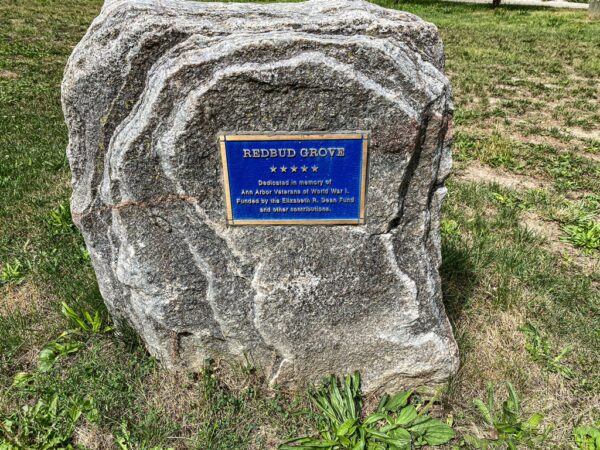 REDBUD GROVE
★★★★★
Dedicated in memory of
Ann Arbor Veterans of World War I.
Funded by the Elizabeth R. Dean Fund
and other contributions.